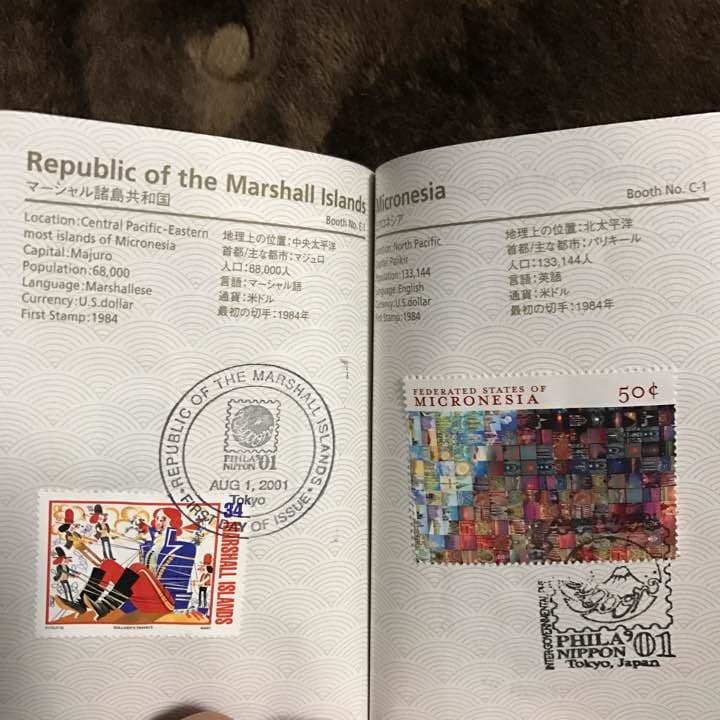 Republic of the Marshall Islands
マーシャル諸島共和国
Booth No. E-1
Location:Central Pacific-Eastern
most islands of Micronesia
Capital:Majuro
Population:68,000
Language:Marshallese
Currency:U.S.dollar
First Stamp:1984
地理上の位置:中央太平洋
首都/主な都市:マジュロ
人口:88,000人
言語:マーシャル語
通貨:米ドル
最初の切手:1984年
REPUBLIC OF THE MARSHALL ISLANDS
PHILA
NIPPON '01
AUG 1, 2001
Tokyo
FIRST DAY OF ISSUE
34
MARSHALL ISLANDS
Micronesia
Booth No. C-1
North Pacific
Population:133,144
Language:English
Currency:U.S.dollar
First Stamp:1984
地理上の位置:北太平洋
首都/主な都市:パリキール
人口:133,144人
言語:英語
通貨:米ドル
最初の切手:1984年
FEDERATED STATES OF
MICRONESIA
50¢
PHILA
NIPPON '01
Tokyo, Japan